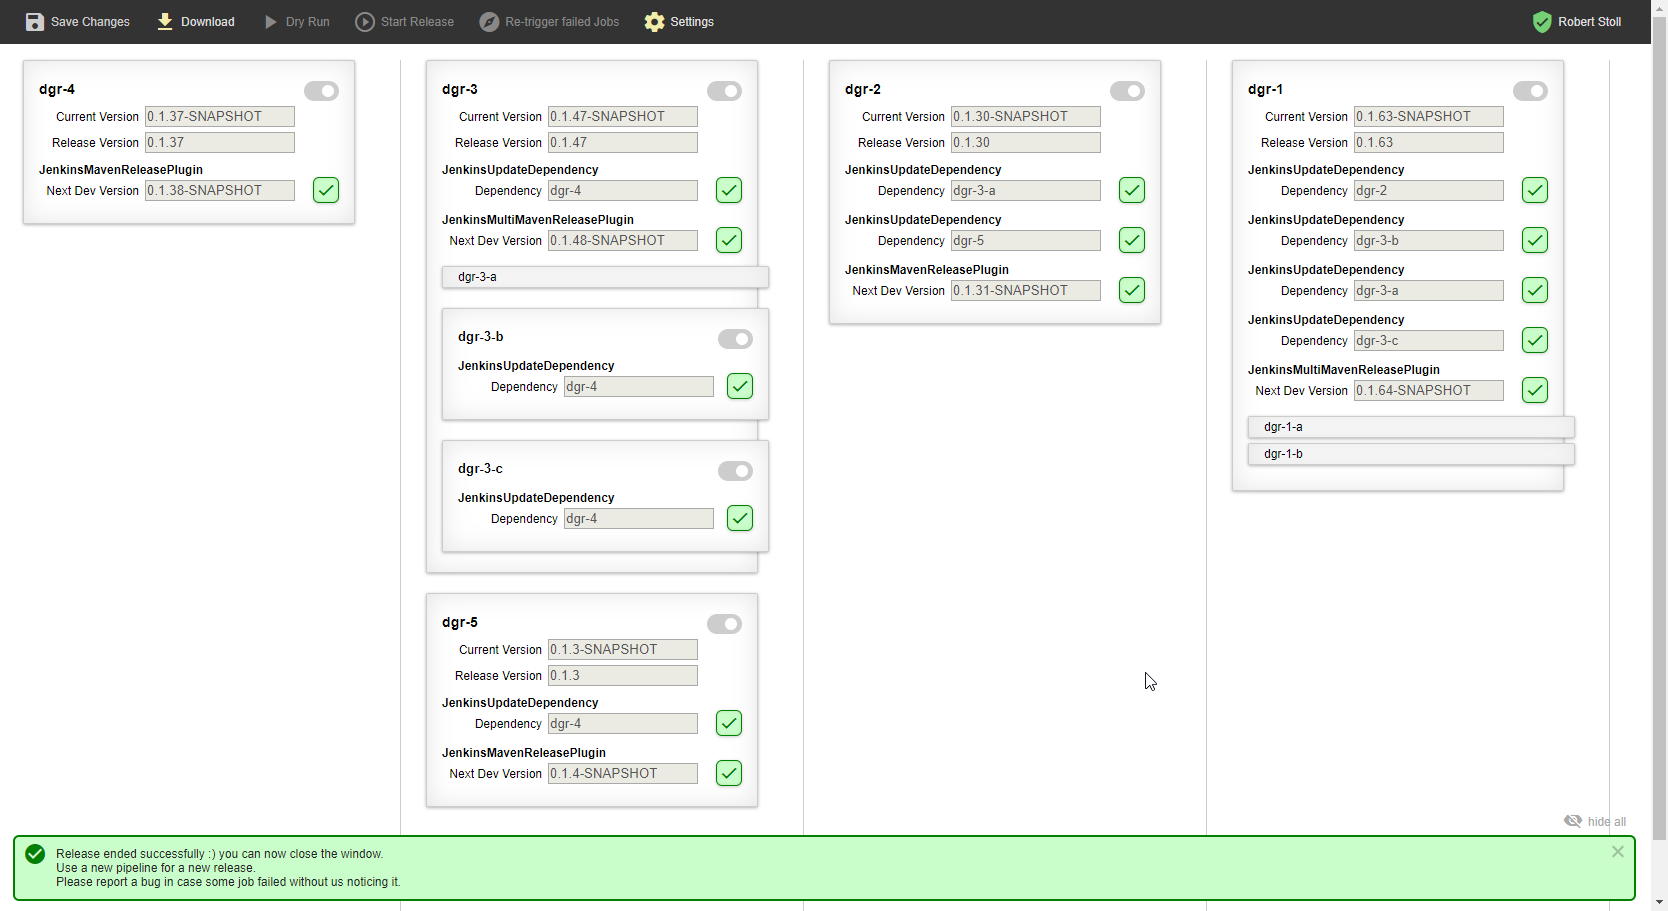 Save Changes Download Dry Run Start Release Re-trigger failed Jobs Settings Robert Stoll
dgr-4
Current Version 0.1.37-SNAPSHOT
Release Version 0.1.37
JenkinsMavenReleasePlugin
Next Dev Version 0.1.38-SNAPSHOT
dgr-3
Current Version 0.1.47-SNAPSHOT
Release Version 0.1.47
JenkinsUpdateDependency
Dependency dgr-4
JenkinsMultiMavenReleasePlugin
Next Dev Version 0.1.48-SNAPSHOT
dgr-3-a
dgr-3-b
JenkinsUpdateDependency
Dependency dgr-4
dgr-3-c
JenkinsUpdateDependency
Dependency dgr-4
dgr-5
Current Version 0.1.3-SNAPSHOT
Release Version 0.1.3
JenkinsUpdateDependency
Dependency dgr-4
JenkinsMavenReleasePlugin
Next Dev Version 0.1.4-SNAPSHOT
dgr-2
Current Version 0.1.30-SNAPSHOT
Release Version 0.1.30
JenkinsUpdateDependency
Dependency dgr-3-a
JenkinsUpdateDependency
Dependency dgr-5
JenkinsMavenReleasePlugin
Next Dev Version 0.1.31-SNAPSHOT
dgr-1
Current Version 0.1.63-SNAPSHOT
Release Version 0.1.63
JenkinsUpdateDependency
Dependency dgr-2
JenkinsUpdateDependency
Dependency dgr-3-b
JenkinsUpdateDependency
Dependency dgr-3-a
JenkinsUpdateDependency
Dependency dgr-3-c
JenkinsMultiMavenReleasePlugin
Next Dev Version 0.1.64-SNAPSHOT
dgr-1-a
dgr-1-b
hide all
Release ended successfully :) you can now close the window.
Use a new pipeline for a new release.
Please report a bug in case some job failed without us noticing it.